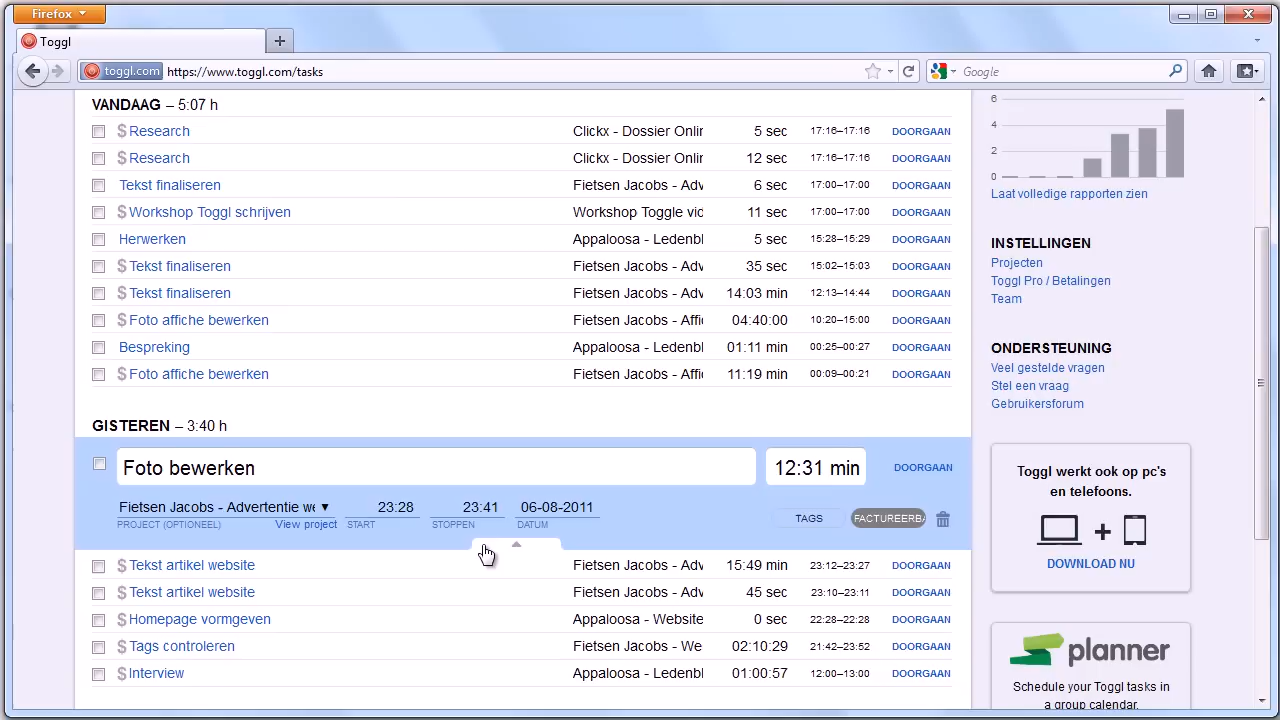 Firefox
Toggl
toggl.com https://www.toggl.com/tasks Google
VANDAAG – 5:07 h
$ Research Clickx - Dossier Onlin 5 sec 17:16–17:16 DOORGAAN
$ Research Clickx - Dossier Onlin 12 sec 17:16–17:16 DOORGAAN
Tekst finaliseren Fietsen Jacobs - Adv 6 sec 17:00–17:00 DOORGAAN
$ Workshop Toggl schrijven Workshop Toggle vid 11 sec 17:00–17:00 DOORGAAN
Herwerken Appaloosa - Ledenbl 5 sec 15:28–15:29 DOORGAAN
$ Tekst finaliseren Fietsen Jacobs - Adv 35 sec 15:02–15:03 DOORGAAN
$ Tekst finaliseren Fietsen Jacobs - Adv 14:03 min 12:13–14:44 DOORGAAN
$ Foto affiche bewerken Fietsen Jacobs - Affi 04:40:00 10:20–15:00 DOORGAAN
Bespreking Appaloosa - Ledenbl 01:11 min 00:25–00:27 DOORGAAN
$ Foto affiche bewerken Fietsen Jacobs - Affi 11:19 min 00:09–00:21 DOORGAAN
GISTEREN – 3:40 h
Foto bewerken 12:31 min DOORGAAN
Fietsen Jacobs - Advertentie we 23:28 23:41 06-08-2011 TAGS FACTUREERBA
PROJECT (OPTIONEEL) View project START STOPPEN DATUM
$ Tekst artikel website Fietsen Jacobs - Adv 15:49 min 23:12–23:27 DOORGAAN
$ Tekst artikel website Fietsen Jacobs - Adv 45 sec 23:10–23:11 DOORGAAN
$ Homepage vormgeven Appaloosa - Website 0 sec 22:28–22:28 DOORGAAN
$ Tags controleren Fietsen Jacobs - We 02:10:29 21:42–23:52 DOORGAAN
$ Interview Appaloosa - Ledenbl 01:00:57 12:00–13:00 DOORGAAN
6
4
2
0
Laat volledige rapporten zien
INSTELLINGEN
Projecten
Toggl Pro / Betalingen
Team
ONDERSTEUNING
Veel gestelde vragen
Stel een vraag
Gebruikersforum
Toggl werkt ook op pc's
en telefoons.
+
DOWNLOAD NU
planner
Schedule your Toggl tasks in
a group calendar.